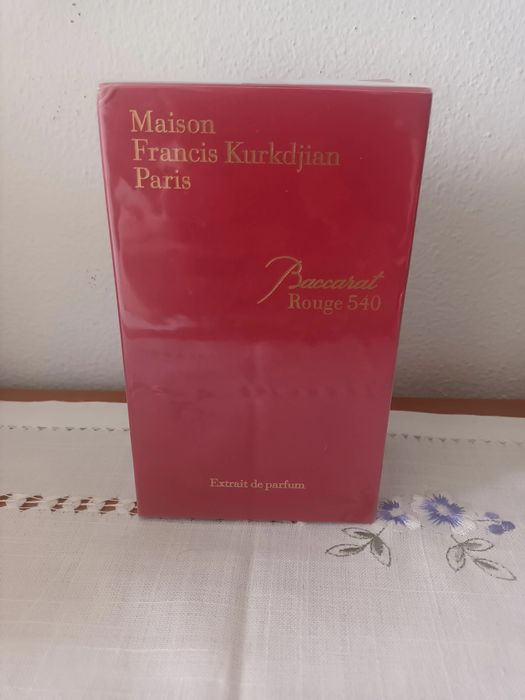 Maison
Francis Kurkdjian
Paris
Baccarat
Rouge 540
Extrait de parfum